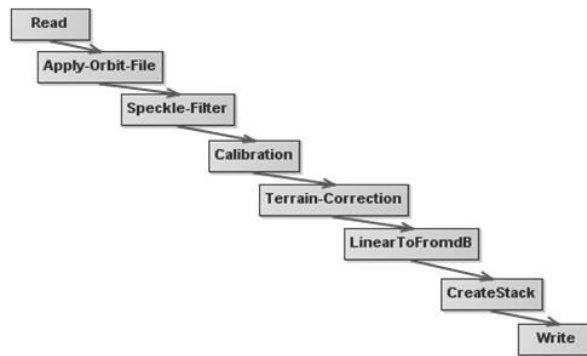 Read
Apply-Orbit-File
Speckle-Filter
Calibration
Terrain-Correction
LinearToFromdB
CreateStack
Write